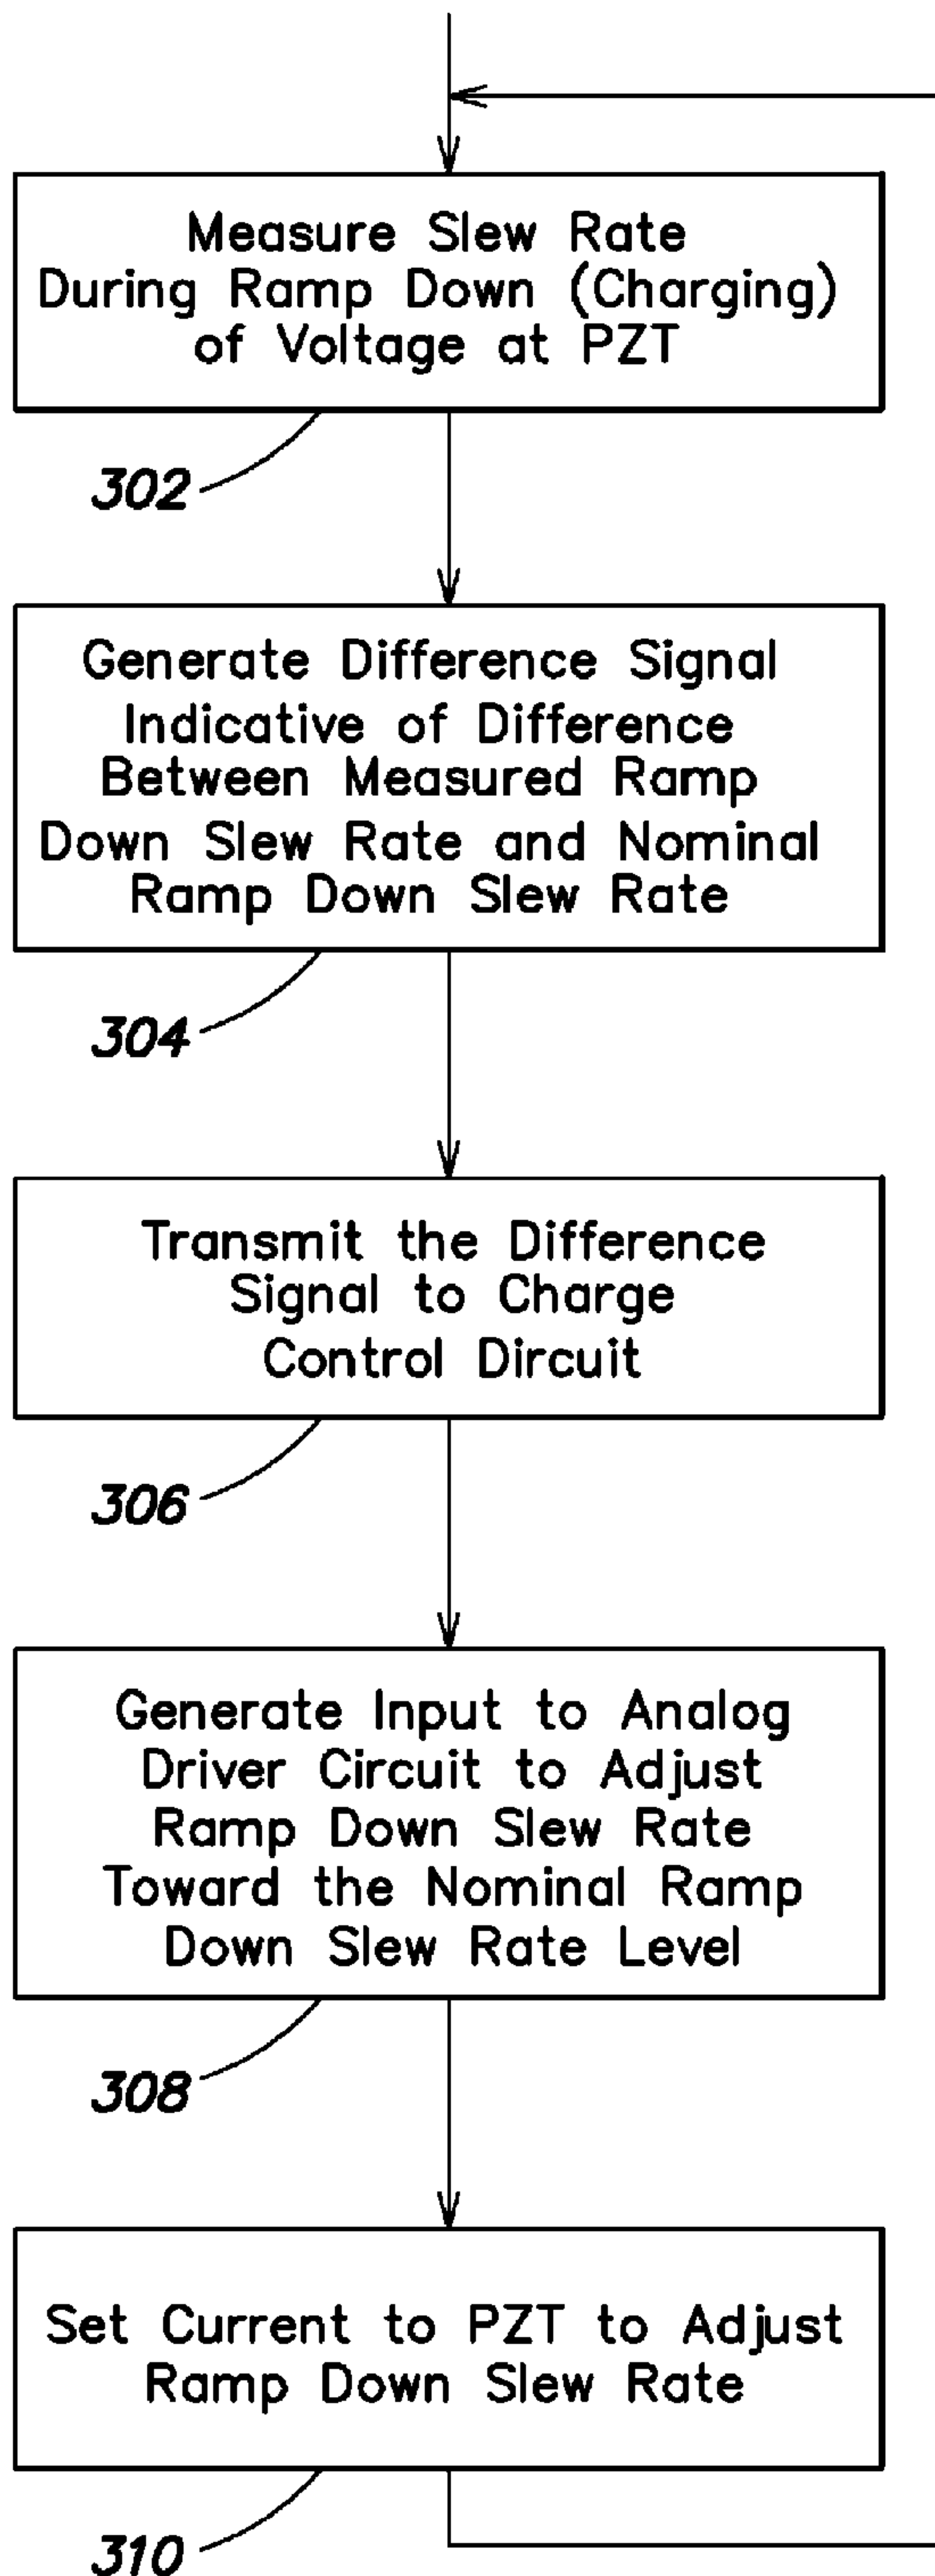 Measure Slew Rate
During Ramp Down (Charging)
of Voltage at PZT
302
Generate Difference Signal
Indicative of Difference
Between Measured Ramp
Down Slew Rate and Nominal
Ramp Down Slew Rate
304
Transmit the Difference
Signal to Charge
Control Dircuit
306
Generate Input to Analog
Driver Circuit to Adjust
Ramp Down Slew Rate
Toward the Nominal Ramp
Down Slew Rate Level
308
Set Current to PZT to Adjust
Ramp Down Slew Rate
310